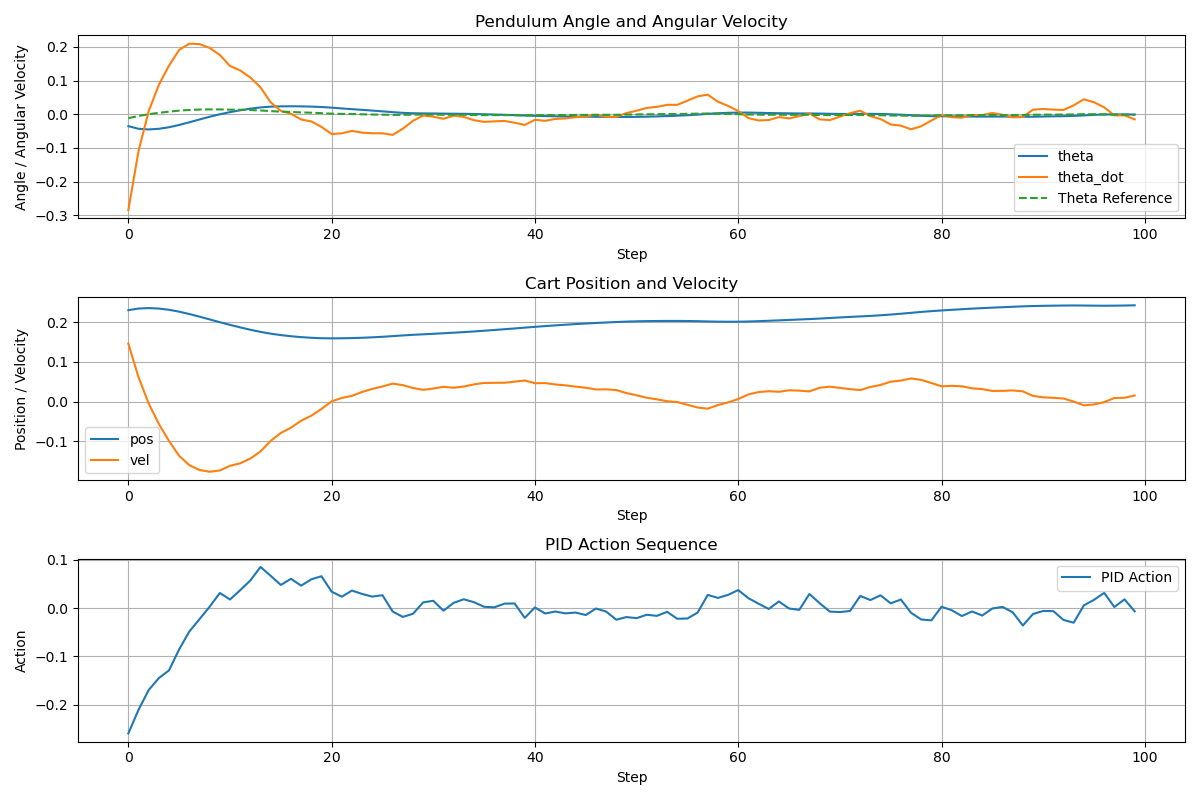 Pendulum Angle and Angular Velocity
Angle / Angular Velocity
0.2
0.1
0.0
−0.1
−0.2
−0.3
theta
theta_dot
Theta Reference
0 20 40 60 80 100
Step
Cart Position and Velocity
Position / Velocity
0.2
0.1
0.0
−0.1
pos
vel
0 20 40 60 80 100
Step
PID Action Sequence
Action
0.1
0.0
−0.1
−0.2
PID Action
0 20 40 60 80 100
Step